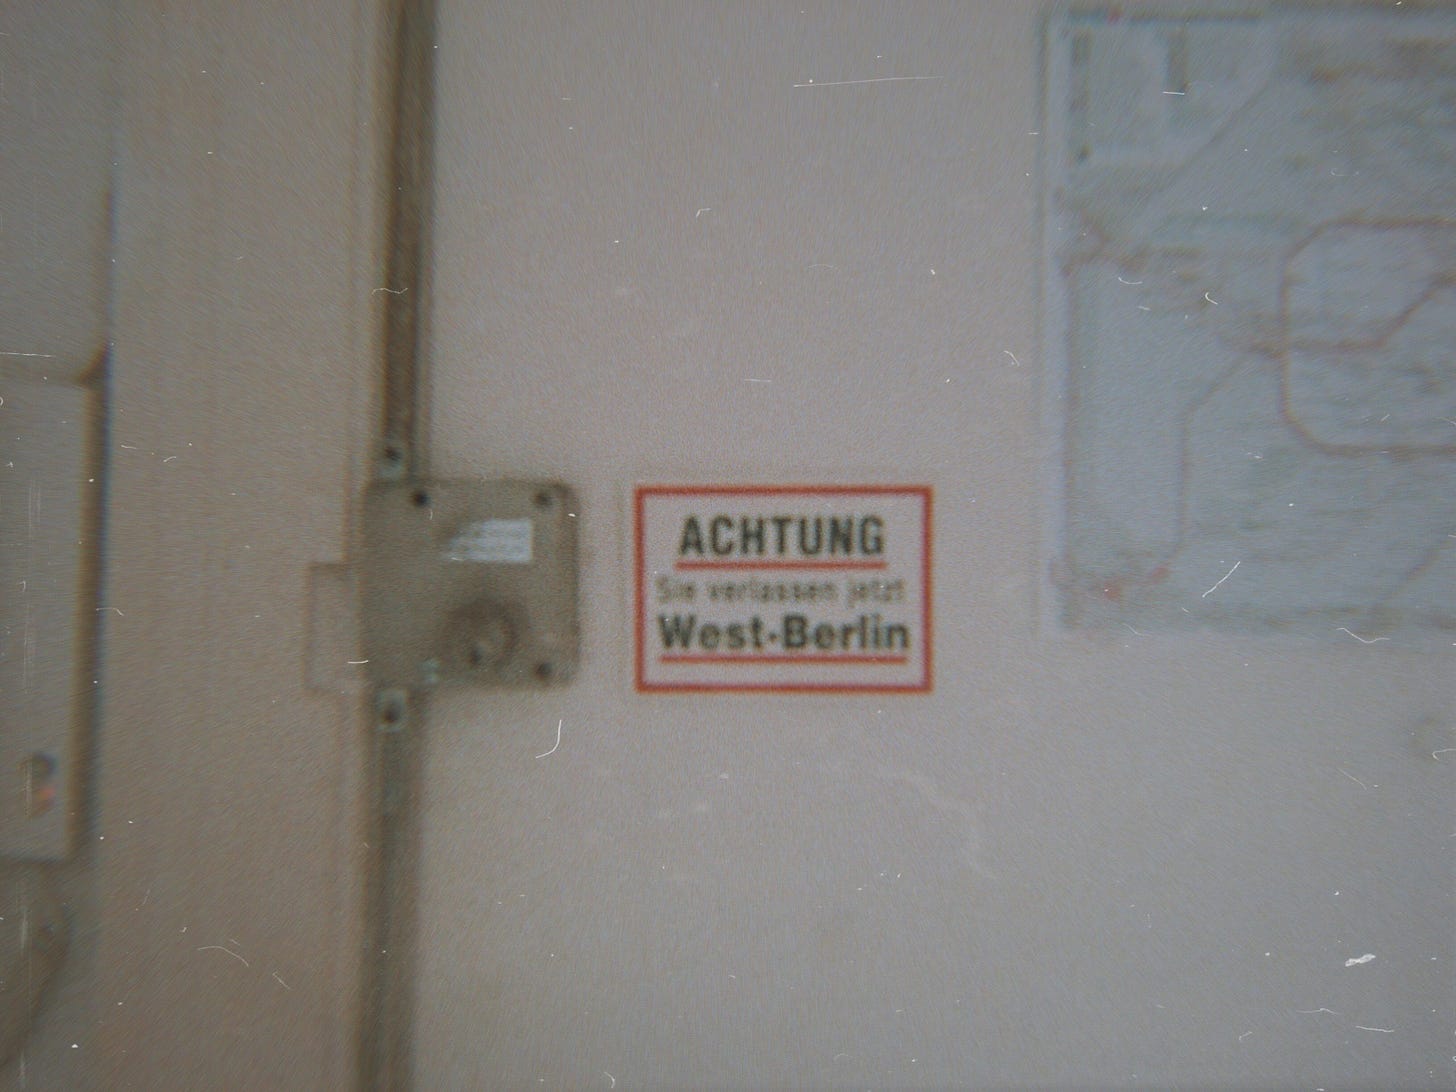 ACHTUNG
Sie verlassen jetzt
West-Berlin